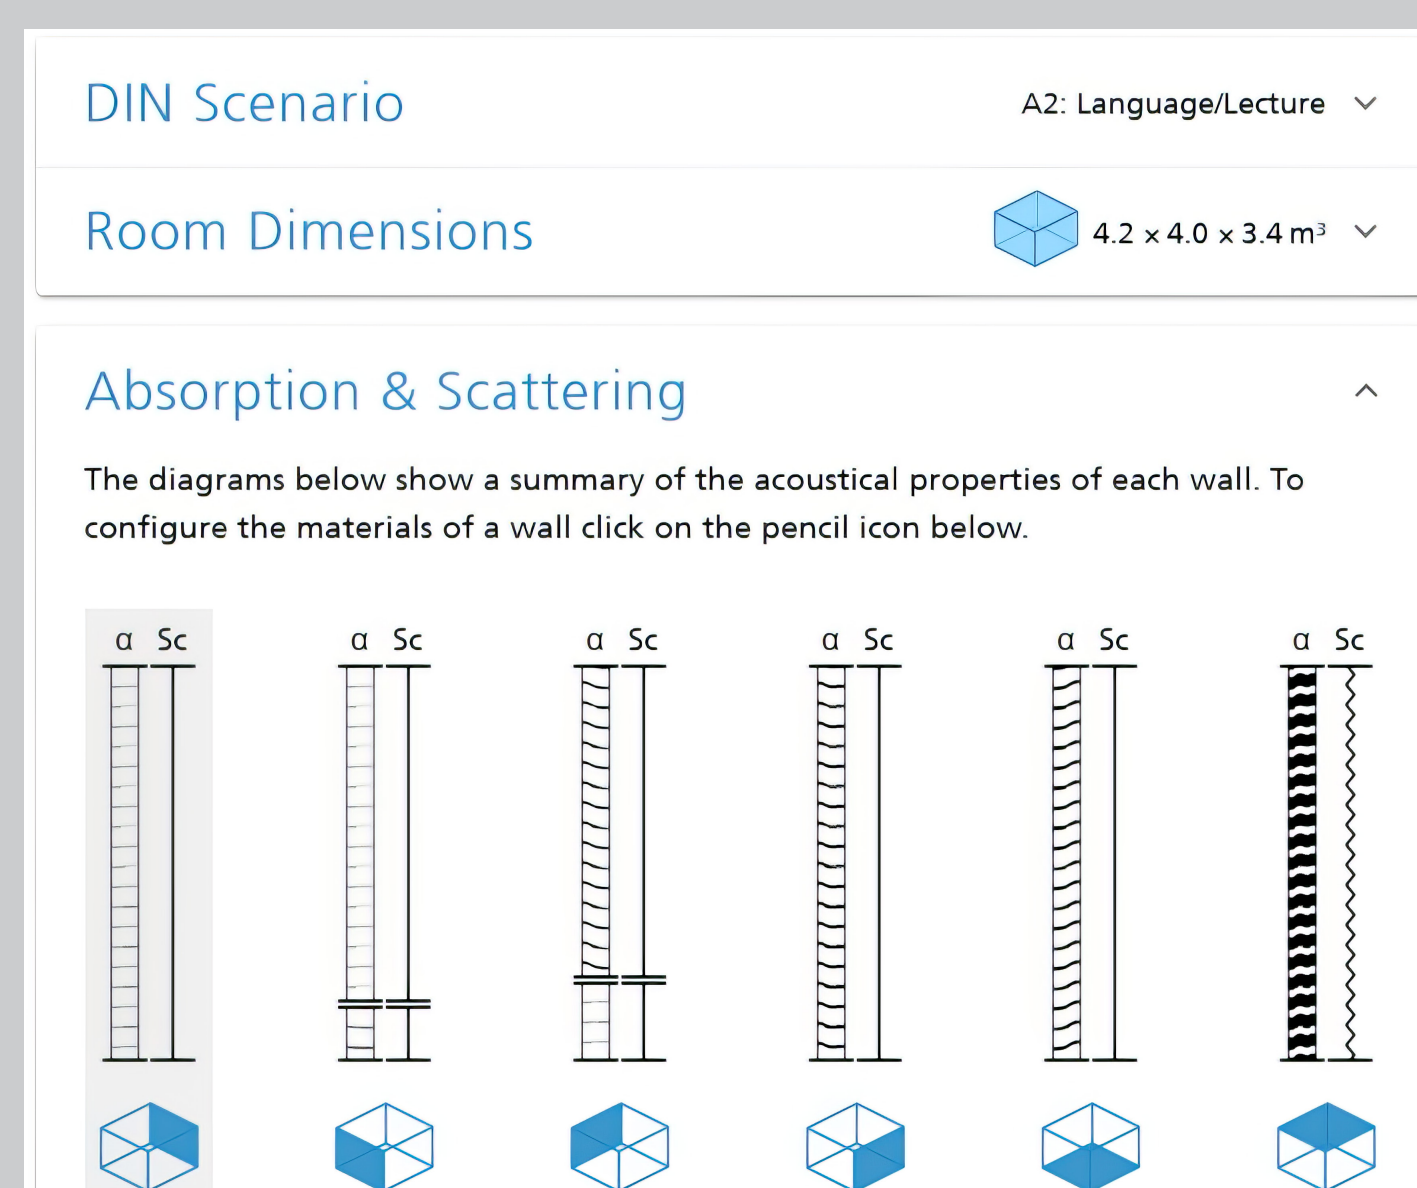 DIN Scenario
A2: Language/Lecture
Room Dimensions
4.2 × 4.0 × 3.4 m³
Absorption & Scattering
The diagrams below show a summary of the acoustical properties of each wall. To
configure the materials of a wall click on the pencil icon below.
α Sc α Sc α Sc α Sc α Sc α Sc